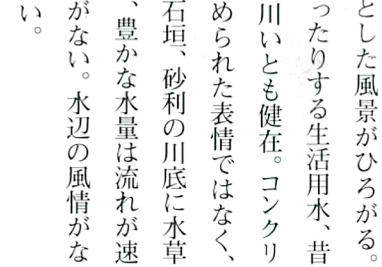 とした風景がひろがる。
ったりする生活用水、昔
川いとも健在。コンクリ
められた表情ではなく、
石垣、砂利の川底に水草
、豊かな水量は流れが速
がない。水辺の風情がな
い。